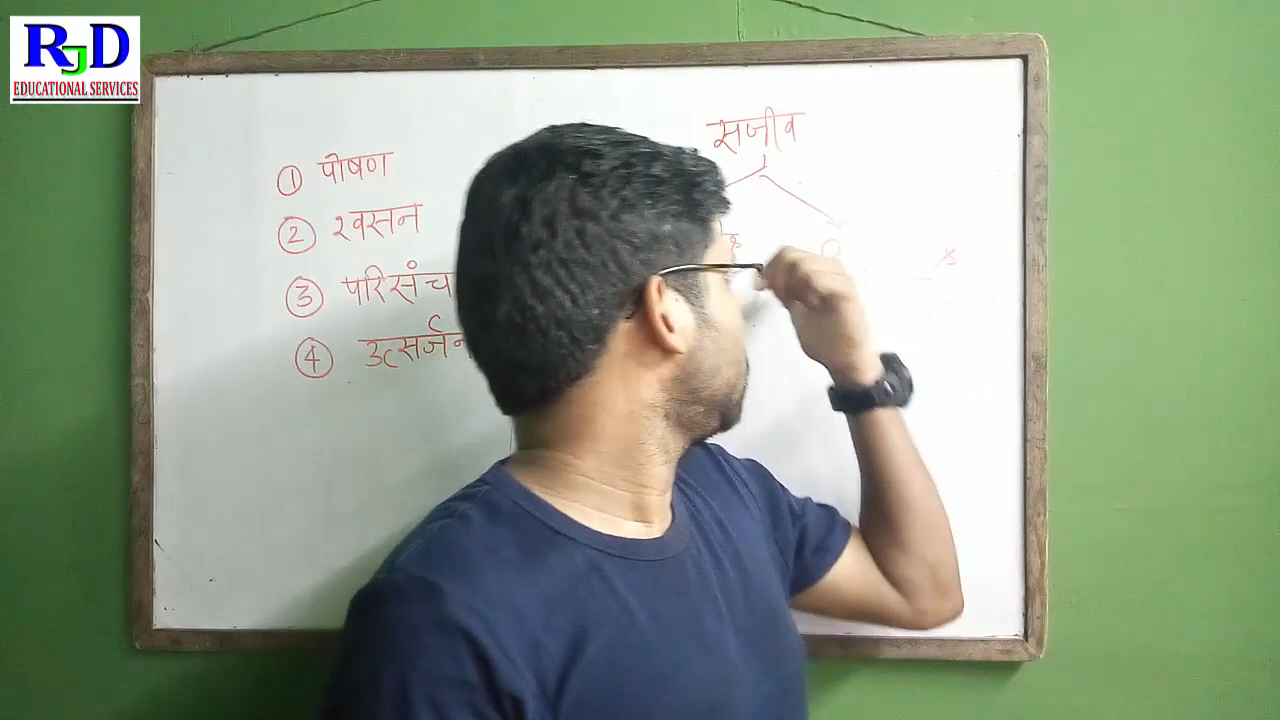 RJD
EDUCATIONAL SERVICES
सजीव
① पोषण
② श्वसन
③ परिसंच
④ उत्सर्जन